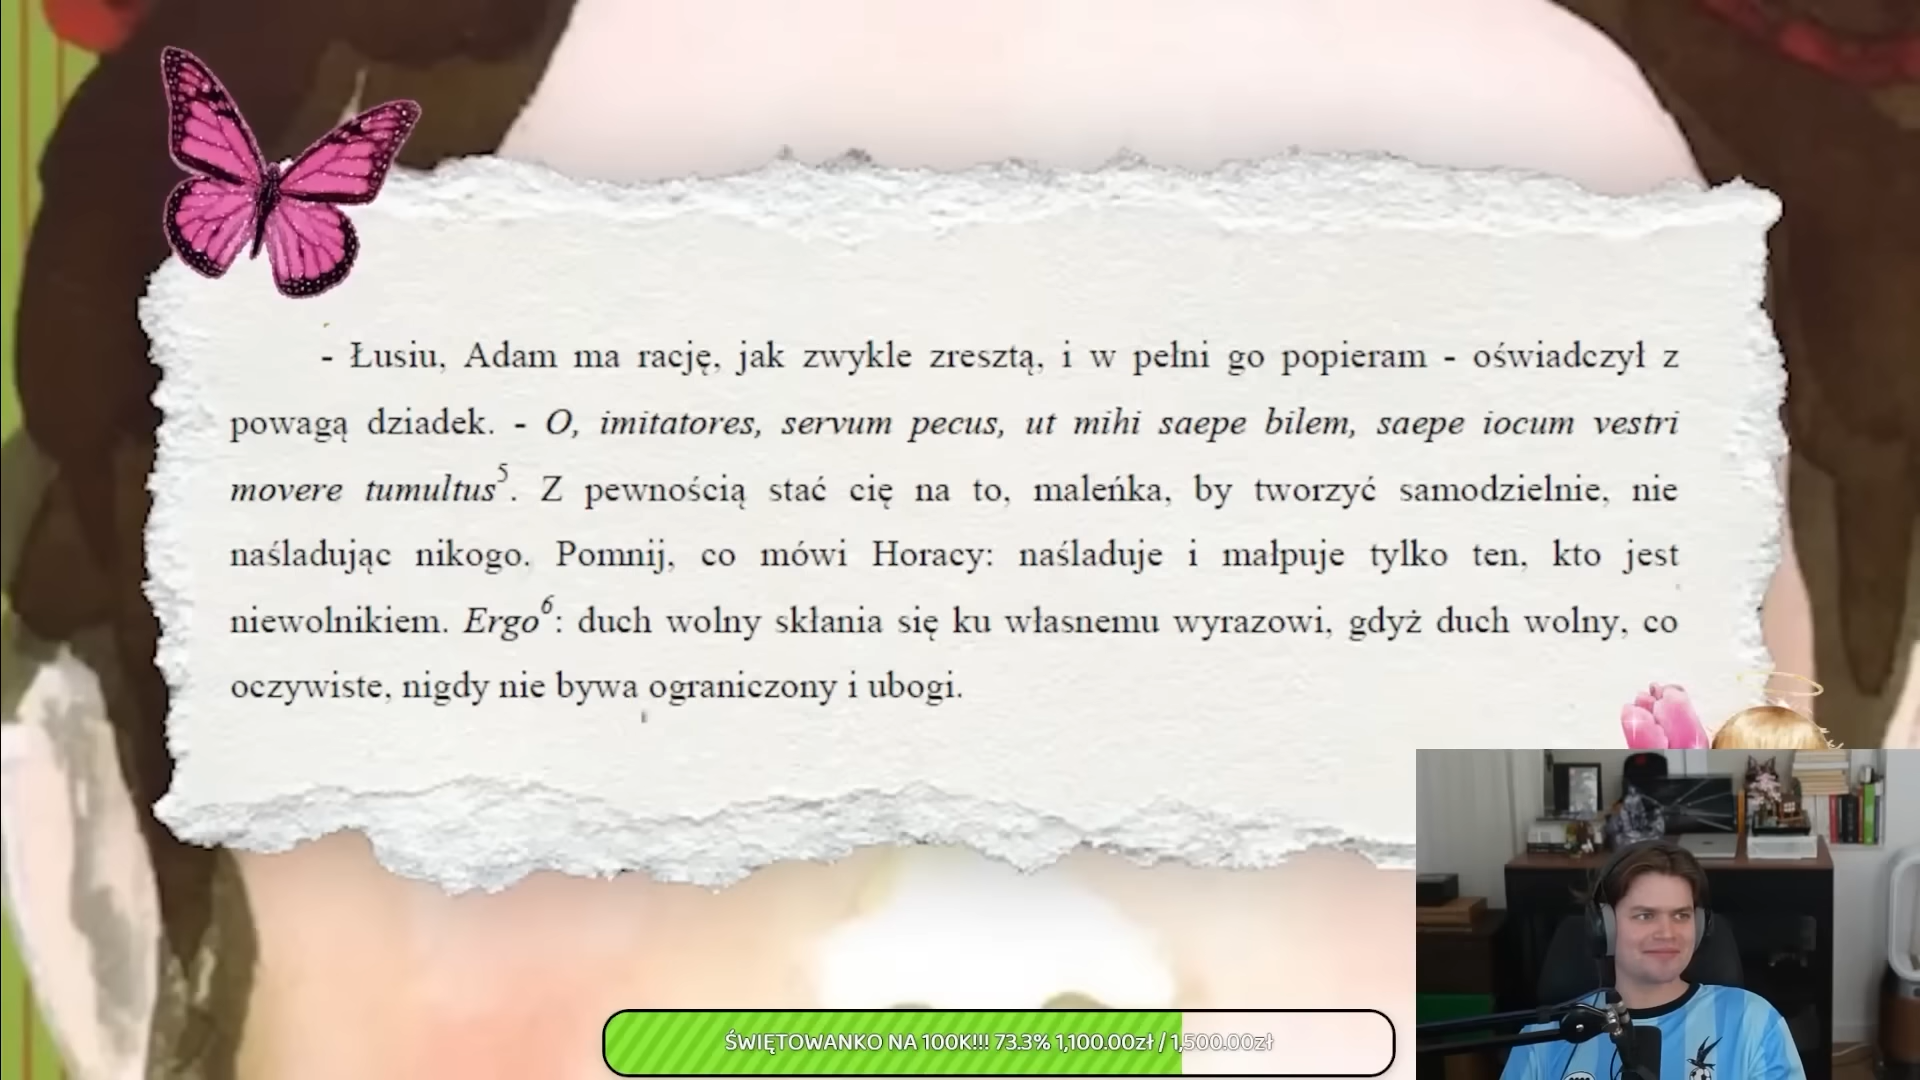 - Łusiu, Adam ma rację, jak zwykle zresztą, i w pełni go popieram - oświadczył z
powagą dziadek. - O, imitatores, servum pecus, ut mihi saepe bilem, saepe iocum vestri
movere tumultus5. Z pewnością stać cię na to, maleńka, by tworzyć samodzielnie, nie
naśladując nikogo. Pomnij, co mówi Horacy: naśladuje i małpuje tylko ten, kto jest
niewolnikiem. Ergo6: duch wolny skłania się ku własnemu wyrazowi, gdyż duch wolny, co
oczywiste, nigdy nie bywa ograniczony i ubogi.
ŚWIĘTOWANKO NA 100K!!! 73.3% 1,100.00zł / 1,500.00zł